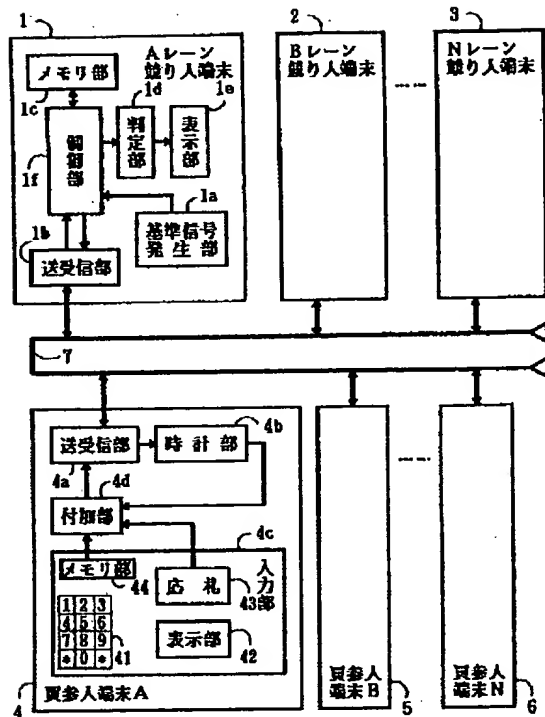 1
2
3
Aレーン
競り人端末
Bレーン
競り人端末
Nレーン
競り人端末
メモリ部
1c
1d
1e
制御部
1f
判定部
表示部
1a
基準信号
発生部
1b
送受信部
7
送受信部
4a
時計部
4b
4d
付加部
4c
メモリ部
44
応札
43
入力部
1 2 3
4 5 6
7 8 9
* 0 *
41
表示部
42
4
買参人端末A
買参人
端末B
5
買参人
端末N
6